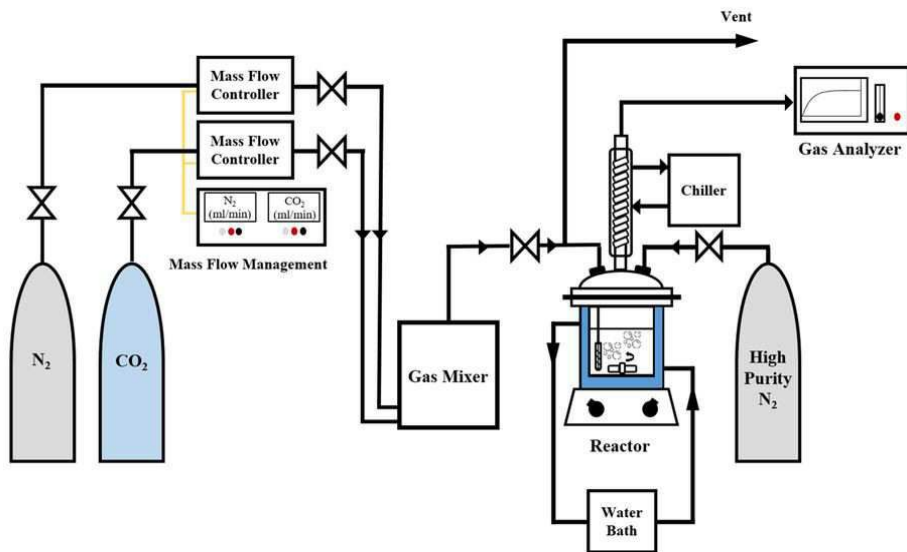 Vent
Mass Flow
Controller
Mass Flow
Controller
N₂
(ml/min)
CO₂
(ml/min)
Mass Flow Management
Gas Analyzer
Chiller
N₂
CO₂
Gas Mixer
High
Purity
N₂
Reactor
Water
Bath